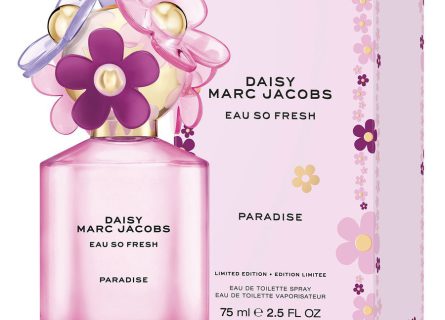 DAISY
MARC JACOBS
EAU SO FRESH
PARADISE
DAISY
MARC JACOBS
EAU SO FRESH
PARADISE
LIMITED EDITION • EDITION LIMITEE
EAU DE TOILETTE SPRAY
EAU DE TOILETTE VAPORISATEUR
75 ml ℮ 2.5 FL OZ